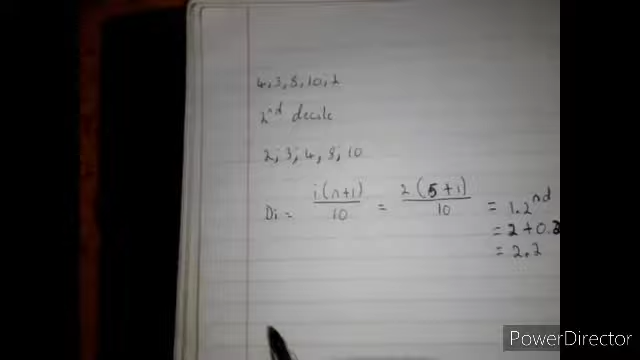 4; 3, 8, 10, 2
2nd decile
2; 3; 4, 8; 10
Di = i(n+1)/10 = 2(5+1)/10 = 1.2nd
= 2 + 0.2
= 2.2
PowerDirector